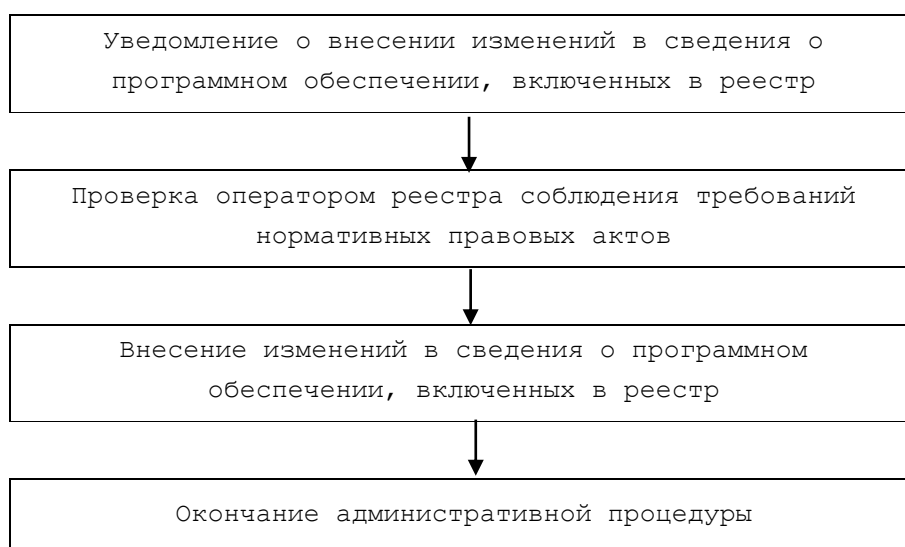 Уведомление о внесении изменений в сведения о
программном обеспечении, включенных в реестр
Проверка оператором реестра соблюдения требований
нормативных правовых актов
Внесение изменений в сведения о программном
обеспечении, включенных в реестр
Окончание административной процедуры